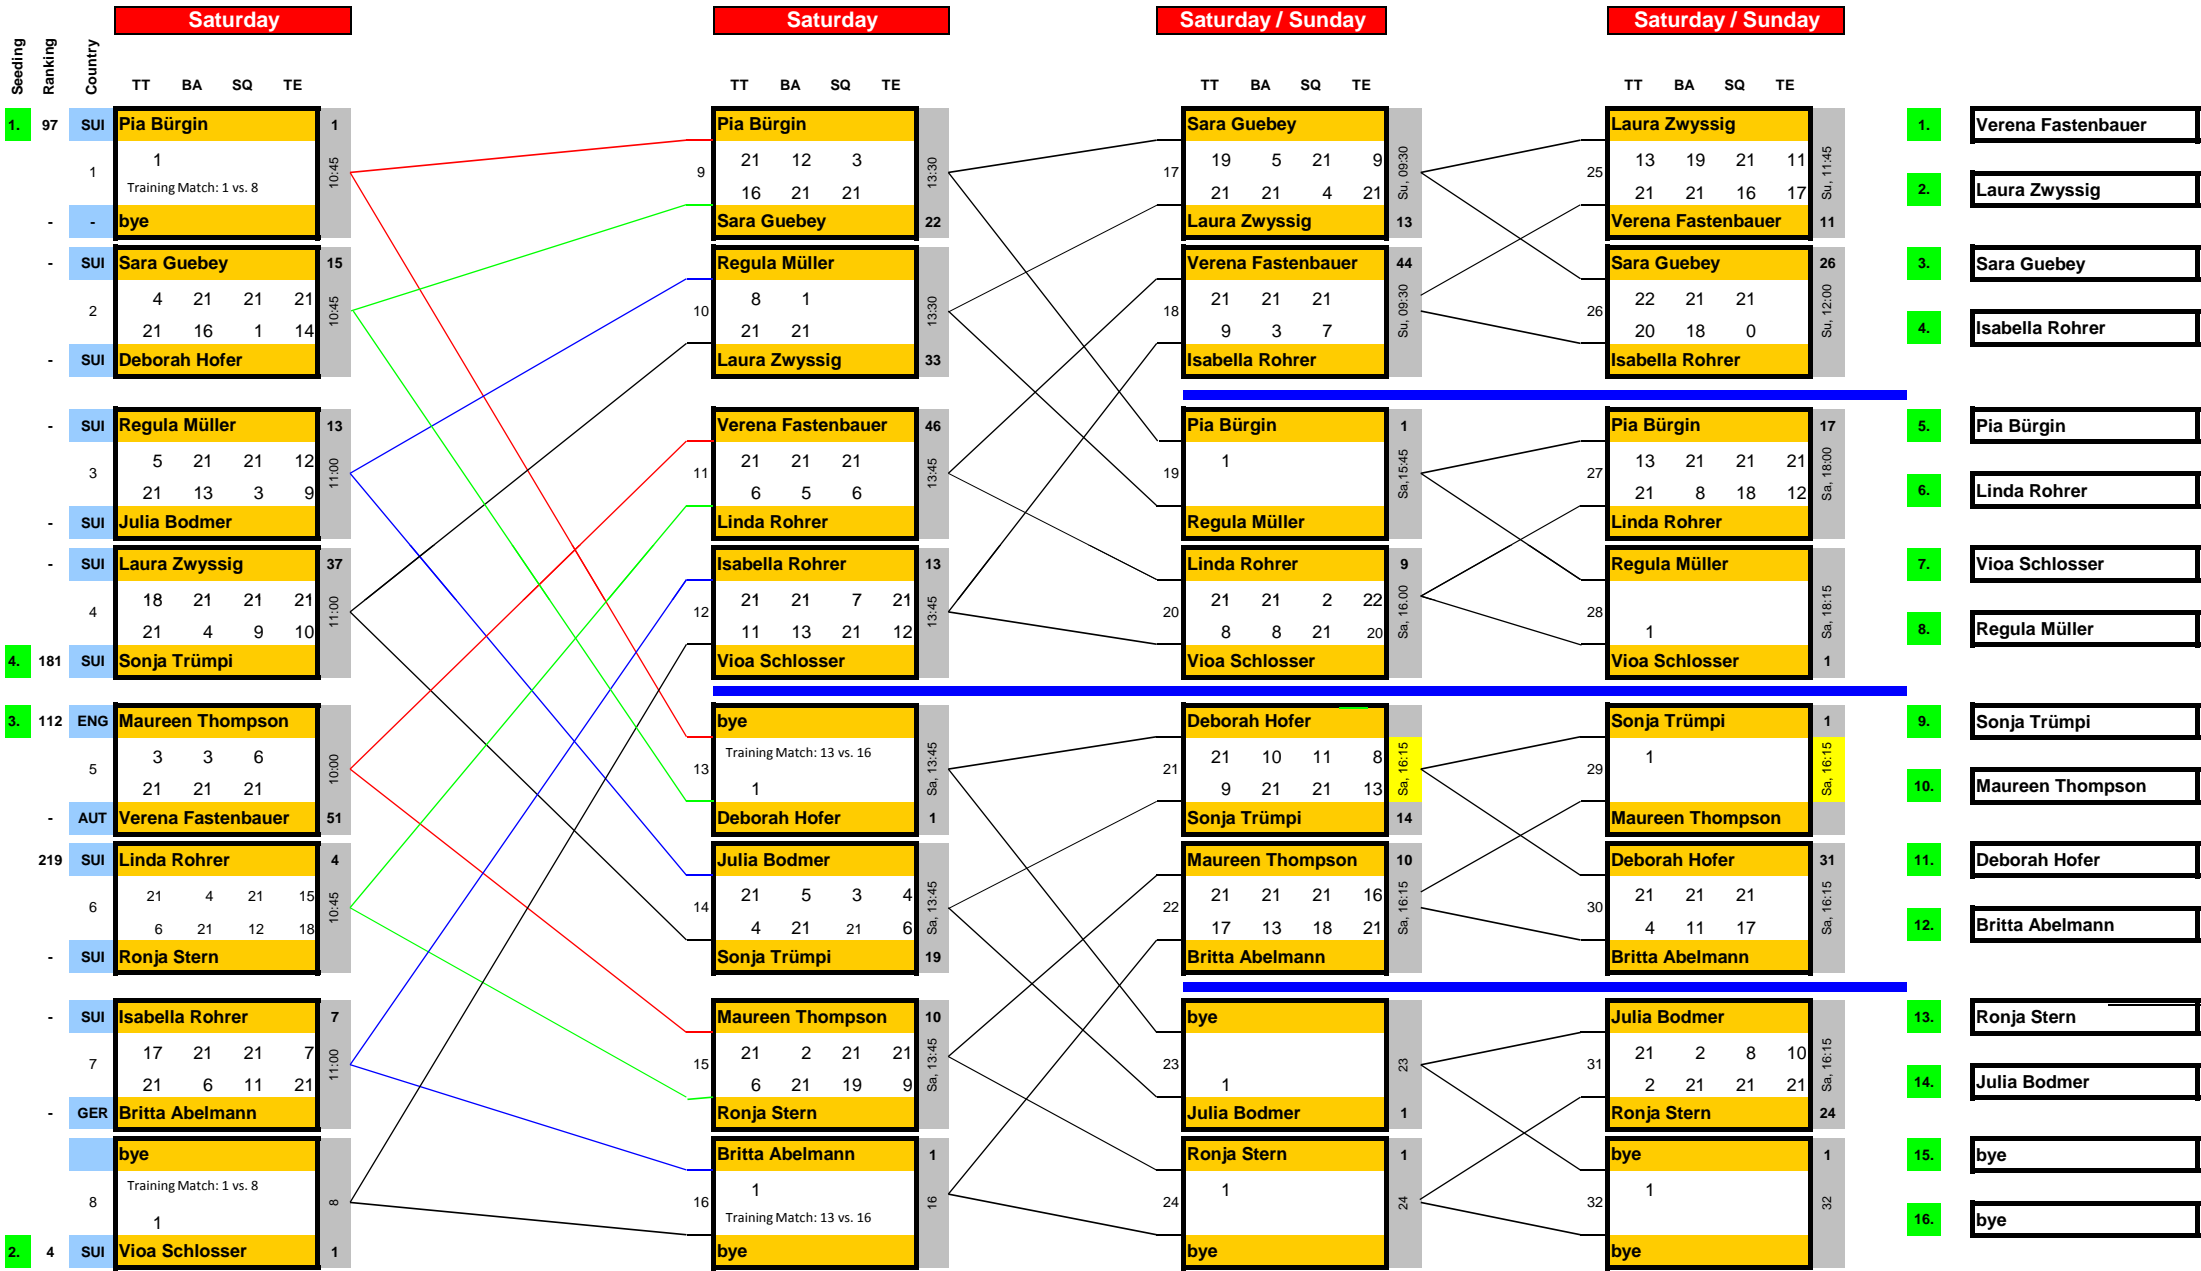 Saturday Saturday Saturday / Sunday Saturday / Sunday
Seeding Ranking Country
TT BA SQ TE TT BA SQ TE TT BA SQ TE TT BA SQ TE
1. 97 SUI Pia Bürgin 1
1
1 Training Match: 1 vs. 8 10:45
- - bye
- SUI Sara Guebey 15
4 21 21 21
2 10:45
21 16 1 14
- SUI Deborah Hofer
- SUI Regula Müller 13
5 21 21 12
3 11:00
21 13 3 9
- SUI Julia Bodmer
- SUI Laura Zwyssig 37
18 21 21 21
4 11:00
21 4 9 10
4. 181 SUI Sonja Trümpi
3. 112 ENG Maureen Thompson
3 3 6
5 10:00
21 21 21
- AUT Verena Fastenbauer 51
219 SUI Linda Rohrer 4
21 4 21 15
6 10:45
6 21 12 18
- SUI Ronja Stern
- SUI Isabella Rohrer 7
17 21 21 7
7 11:00
21 6 11 21
- GER Britta Abelmann
bye
Training Match: 1 vs. 8
8 8
1
2. 4 SUI Vioa Schlosser 1
Pia Bürgin
21 12 3
9 13:30
16 21 21
Sara Guebey 22
Regula Müller
8 1
10 13:30
21 21
Laura Zwyssig 33
Verena Fastenbauer 46
21 21 21
11 13:45
6 5 6
Linda Rohrer
Isabella Rohrer 13
21 21 7 21
12 13:45
11 13 21 12
Vioa Schlosser
bye
Training Match: 13 vs. 16
13 Sa, 13:45
1
Deborah Hofer 1
Julia Bodmer
21 5 3 4
14 Sa, 13:45
4 21 21 6
Sonja Trümpi 19
Maureen Thompson 10
21 2 21 21
15 Sa, 13:45
6 21 19 9
Ronja Stern
Britta Abelmann 1
1
16 16
Training Match: 13 vs. 16
bye
Sara Guebey
19 5 21 9
17 Su, 09:30
21 21 4 21
Laura Zwyssig 13
Verena Fastenbauer 44
21 21 21
18 Su, 09:30
9 3 7
Isabella Rohrer
Pia Bürgin 1
1
19 Sa,15:45
Regula Müller
Linda Rohrer 9
21 21 2 22
20 Sa, 16.00
8 8 21 20
Vioa Schlosser
Deborah Hofer
21 10 11 8
21 Sa, 16:15
9 21 21 13
Sonja Trümpi 14
Maureen Thompson 10
21 21 21 16
22 Sa, 16:15
17 13 18 21
Britta Abelmann
bye
23 23
1
Julia Bodmer 1
Ronja Stern 1
1
24 24
bye
Laura Zwyssig
13 19 21 11
25 Su, 11:45
21 21 16 17
Verena Fastenbauer 11
Sara Guebey 26
22 21 21
26 Su, 12:00
20 18 0
Isabella Rohrer
Pia Bürgin 17
13 21 21 21
27 Sa, 18:00
21 8 18 12
Linda Rohrer
Regula Müller
28 Sa, 18:15
1
Vioa Schlosser 1
Sonja Trümpi 1
1
29 Sa, 16:15
Maureen Thompson
Deborah Hofer 31
21 21 21
30 Sa, 16:15
4 11 17
Britta Abelmann
Julia Bodmer
21 2 8 10
31 Sa, 16:15
2 21 21 21
Ronja Stern 24
bye 1
1
32 32
bye
1. Verena Fastenbauer
2. Laura Zwyssig
3. Sara Guebey
4. Isabella Rohrer
5. Pia Bürgin
6. Linda Rohrer
7. Vioa Schlosser
8. Regula Müller
9. Sonja Trümpi
10. Maureen Thompson
11. Deborah Hofer
12. Britta Abelmann
13. Ronja Stern
14. Julia Bodmer
15. bye
16. bye